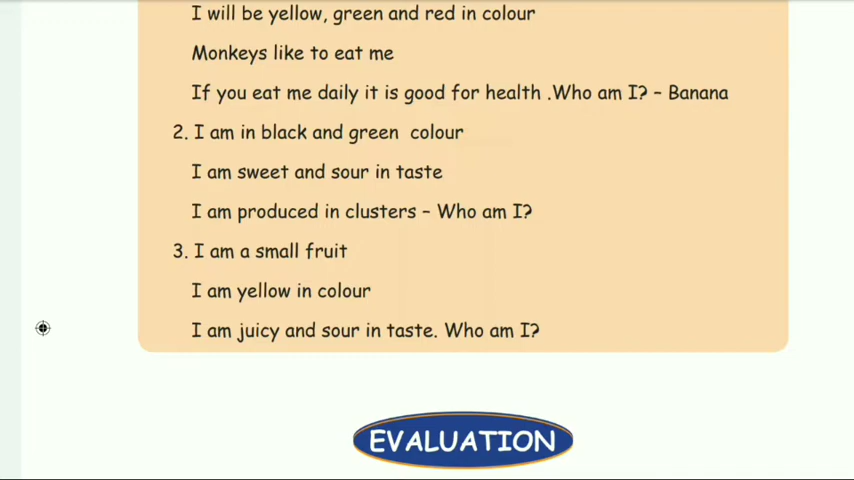 I will be yellow, green and red in colour
Monkeys like to eat me
If you eat me daily it is good for health .Who am I? – Banana
2. I am in black and green colour
I am sweet and sour in taste
I am produced in clusters – Who am I?
3. I am a small fruit
I am yellow in colour
I am juicy and sour in taste. Who am I?
EVALUATION